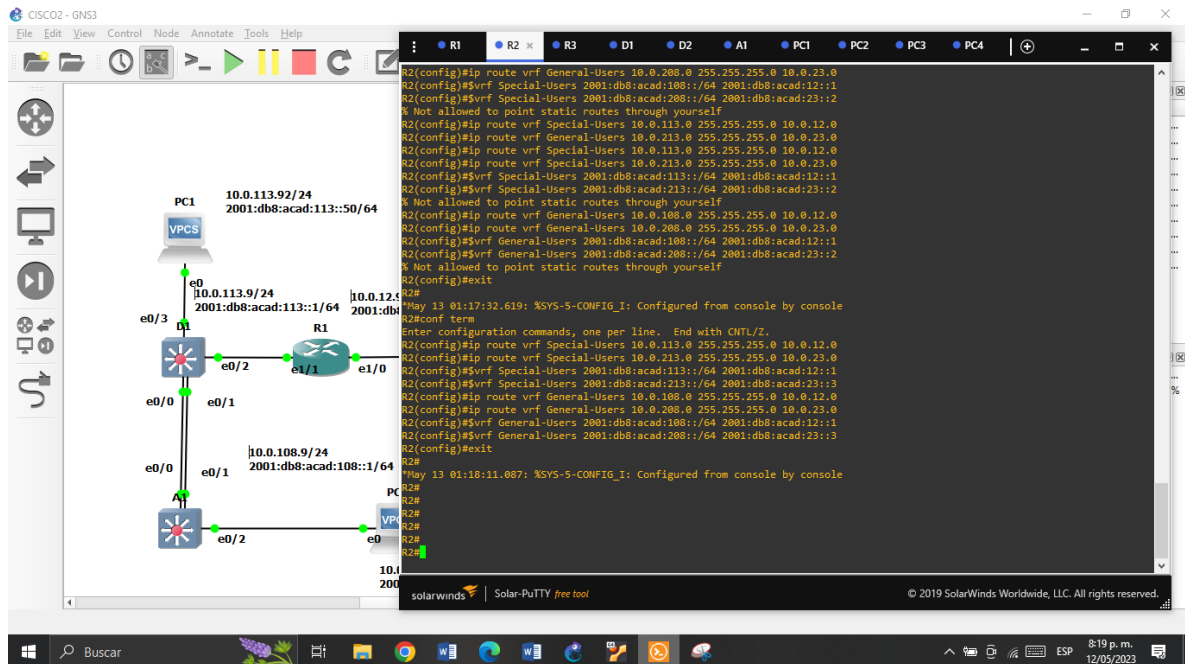 CISCO2 - GNS3
File Edit View Control Node Annotate Tools Help
R1 R2 × R3 D1 D2 A1 PC1 PC2 PC3 PC4
R2(config)#ip route vrf General-Users 10.0.208.0 255.255.255.0 10.0.23.0
R2(config)#$vrf Special-Users 2001:db8:acad:108::/64 2001:db8:acad:12::1
R2(config)#$vrf Special-Users 2001:db8:acad:208::/64 2001:db8:acad:23::2
% Not allowed to point static routes through yourself
R2(config)#ip route vrf Special-Users 10.0.113.0 255.255.255.0 10.0.12.0
R2(config)#ip route vrf General-Users 10.0.213.0 255.255.255.0 10.0.23.0
R2(config)#ip route vrf Special-Users 10.0.113.0 255.255.255.0 10.0.12.0
R2(config)#ip route vrf Special-Users 10.0.213.0 255.255.255.0 10.0.23.0
R2(config)#$vrf Special-Users 2001:db8:acad:113::/64 2001:db8:acad:12::1
R2(config)#$vrf Special-Users 2001:db8:acad:213::/64 2001:db8:acad:23::2
% Not allowed to point static routes through yourself
R2(config)#ip route vrf General-Users 10.0.108.0 255.255.255.0 10.0.12.0
R2(config)#ip route vrf General-Users 10.0.208.0 255.255.255.0 10.0.23.0
R2(config)#$vrf General-Users 2001:db8:acad:108::/64 2001:db8:acad:12::1
R2(config)#$vrf General-Users 2001:db8:acad:208::/64 2001:db8:acad:23::2
% Not allowed to point static routes through yourself
R2(config)#exit
R2#
*May 13 01:17:32.619: %SYS-5-CONFIG_I: Configured from console by console
R2#conf term
Enter configuration commands, one per line. End with CNTL/Z.
R2(config)#ip route vrf Special-Users 10.0.113.0 255.255.255.0 10.0.12.0
R2(config)#ip route vrf Special-Users 10.0.213.0 255.255.255.0 10.0.23.0
R2(config)#$vrf Special-Users 2001:db8:acad:113::/64 2001:db8:acad:12::1
R2(config)#$vrf Special-Users 2001:db8:acad:213::/64 2001:db8:acad:23::3
R2(config)#ip route vrf General-Users 10.0.108.0 255.255.255.0 10.0.12.0
R2(config)#ip route vrf General-Users 10.0.208.0 255.255.255.0 10.0.23.0
R2(config)#$vrf General-Users 2001:db8:acad:108::/64 2001:db8:acad:12::1
R2(config)#$vrf General-Users 2001:db8:acad:208::/64 2001:db8:acad:23::3
R2(config)#exit
R2#
*May 13 01:18:11.087: %SYS-5-CONFIG_I: Configured from console by console
R2#
R2#
R2#
R2#
R2#
R2#
solarwinds Solar-PuTTY free tool
© 2019 SolarWinds Worldwide, LLC. All rights reserved.
10.0.113.92/24
PC1
2001:db8:acad:113::50/64
VPCS
e0
10.0.113.9/24
10.0.12.9
2001:db8:acad:113::1/64
2001:db8
e0/3
D1
R1
e0/2
e1/1
e1/0
e0/0
e0/1
10.0.108.9/24
2001:db8:acad:108::1/64
e0/0
e0/1
A1
PC
VPC
e0/2
e0
10.0
200
%
Buscar
ESP
8:19 p. m.
12/05/2023